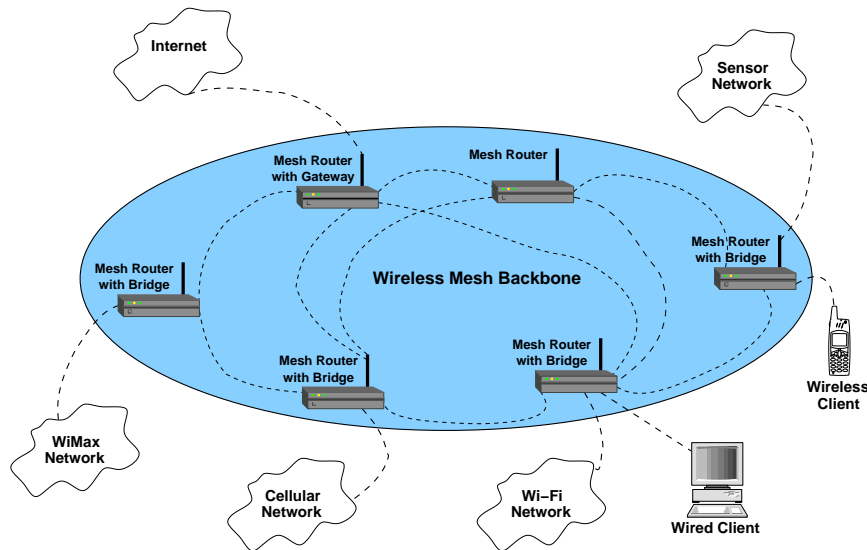 Internet
Sensor
Network
Mesh Router
with Gateway
Mesh Router
Mesh Router
with Bridge
Mesh Router
with Bridge
Wireless Mesh Backbone
Mesh Router
with Bridge
Mesh Router
with Bridge
Wireless
Client
WiMax
Network
Cellular
Network
Wi−Fi
Network
Wired Client